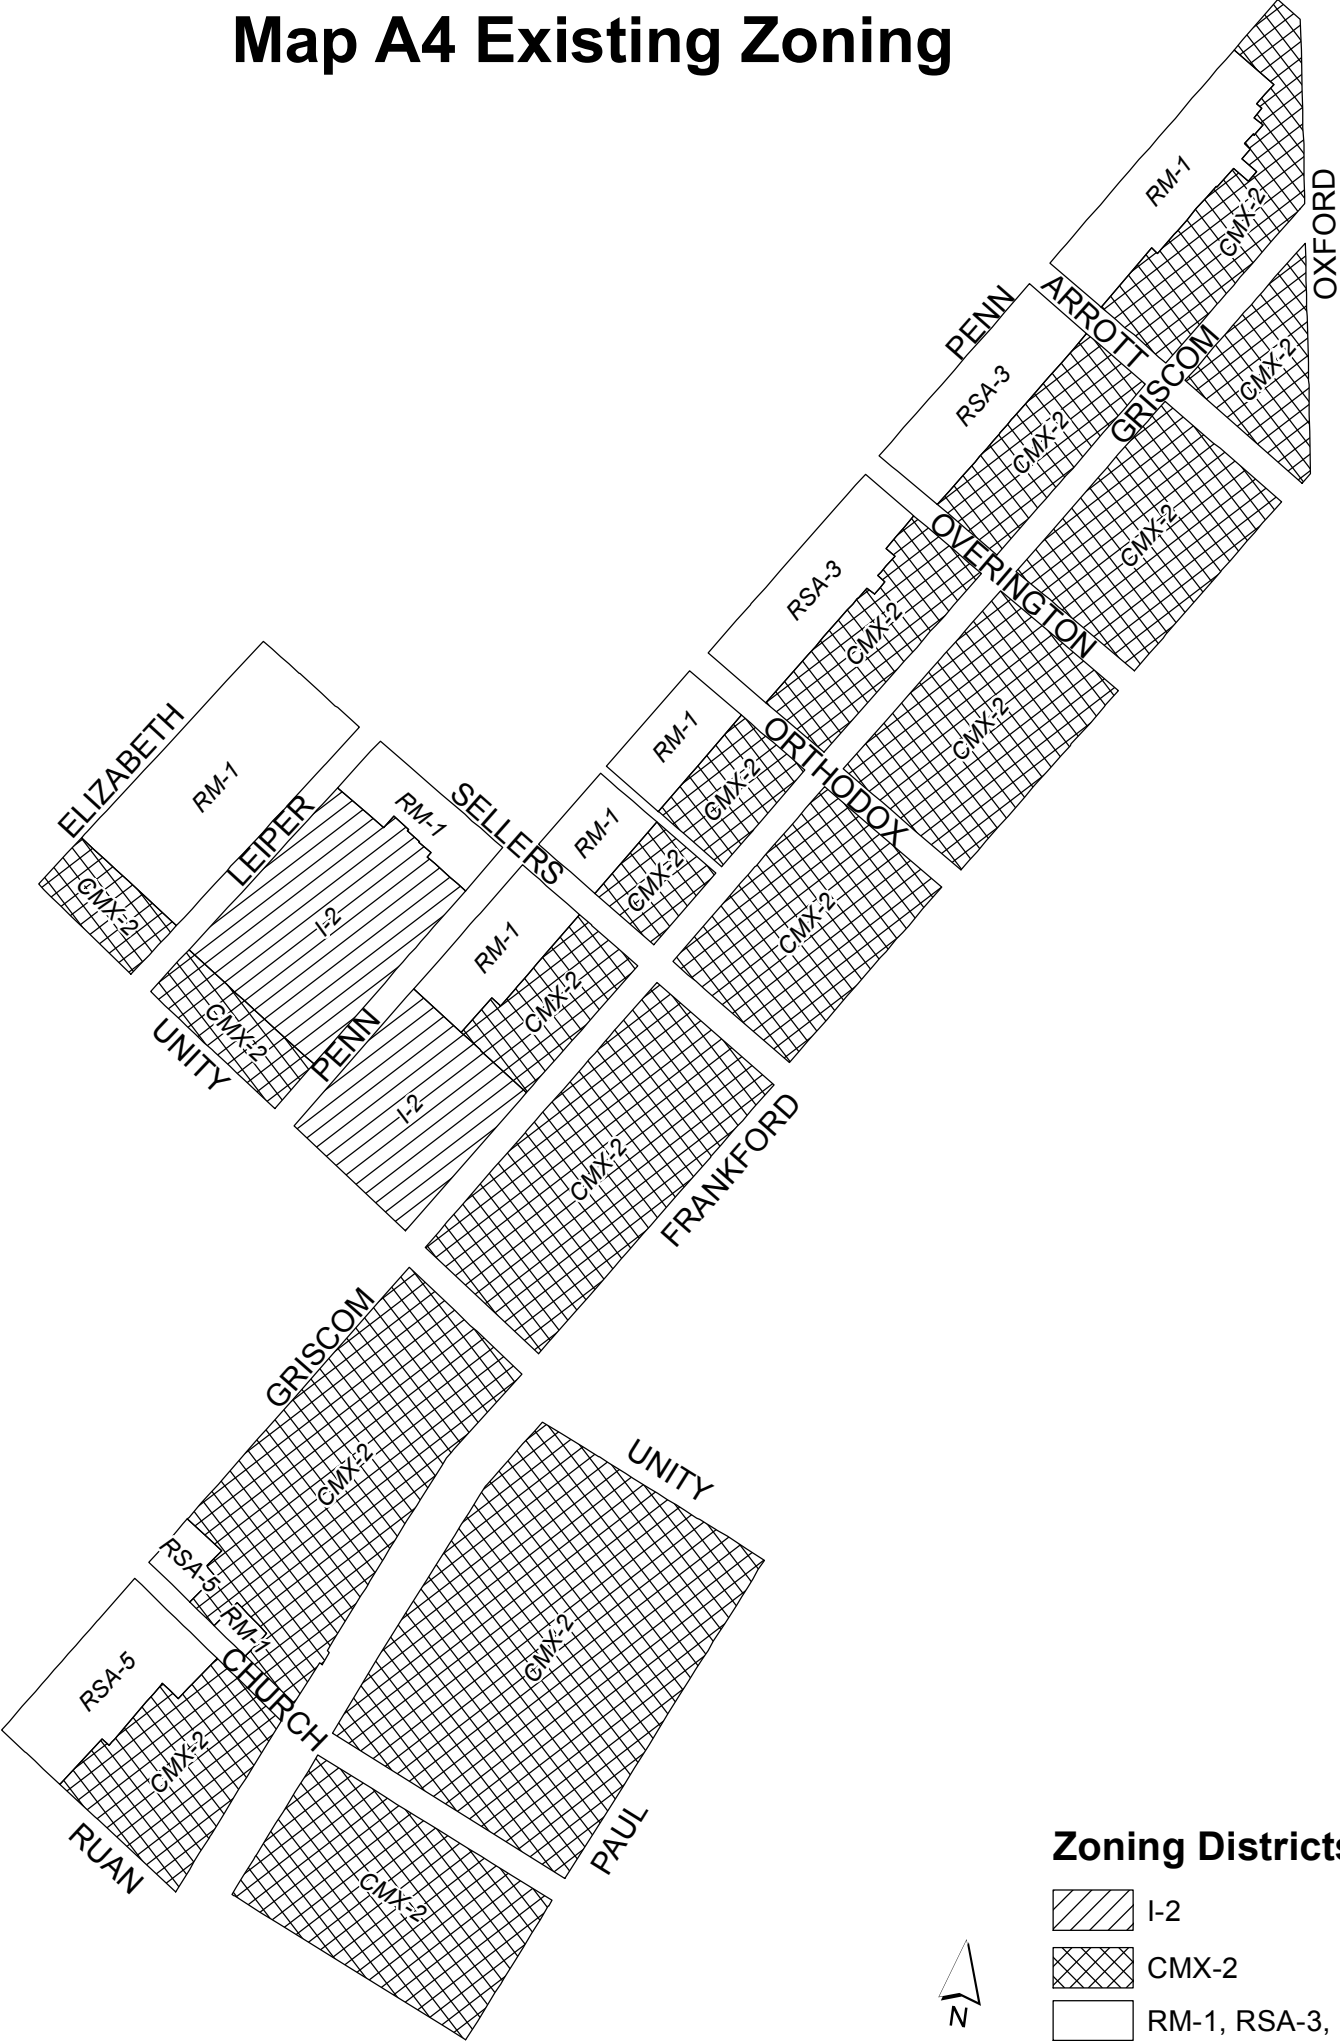 Map A4 Existing Zoning
RM-1
OXFORD
CMX-2
PENN
ARROTT
GRISCOM
CMX-2
RSA-3
CMX-2
CMX-2
OVERINGTON
RSA-3
CMX-2
RM-1
CMX-2
ORTHODOX
CMX-2
ELIZABETH
RM-1
LEIPER
RM-1
SELLERS
RM-1
CMX-2
CMX-2
CMX-2
I-2
RM-1
CMX-2
CMX-2
UNITY
PENN
I-2
CMX-2
FRANKFORD
GRISCOM
CMX-2
UNITY
RSA-5
RM-1
CMX-2
CHURCH
RSA-5
CMX-2
RUAN
PAUL
CMX-2
Zoning Districts
I-2
CMX-2
RM-1, RSA-3,
N